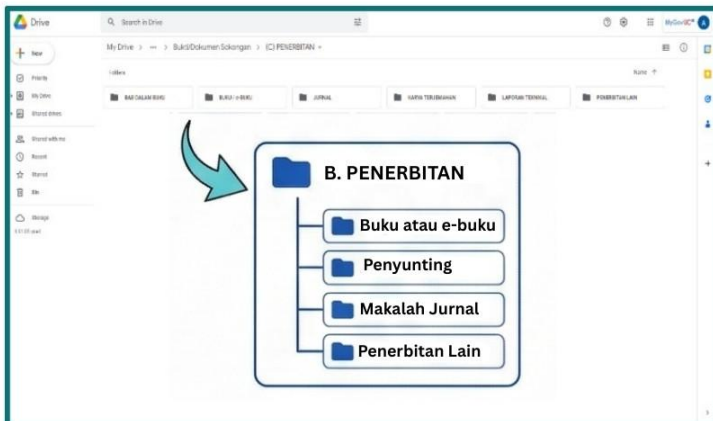 Drive
Search in Drive
MyGovUC
A
New
My Drive > ... > Bukti/Dokumen Sokongan > (C) PENERBITAN
Folders
Name
Priority
My Drive
Shared drives
Shared with me
Recent
Starred
Bin
Storage
BAB DALAM BUKU
BUKU / e-BUKU
JURNAL
KARYA TERJEMAHAN
LAPORAN TEKNIKAL
PENERBITAN LAIN
B. PENERBITAN
Buku atau e-buku
Penyunting
Makalah Jurnal
Penerbitan Lain